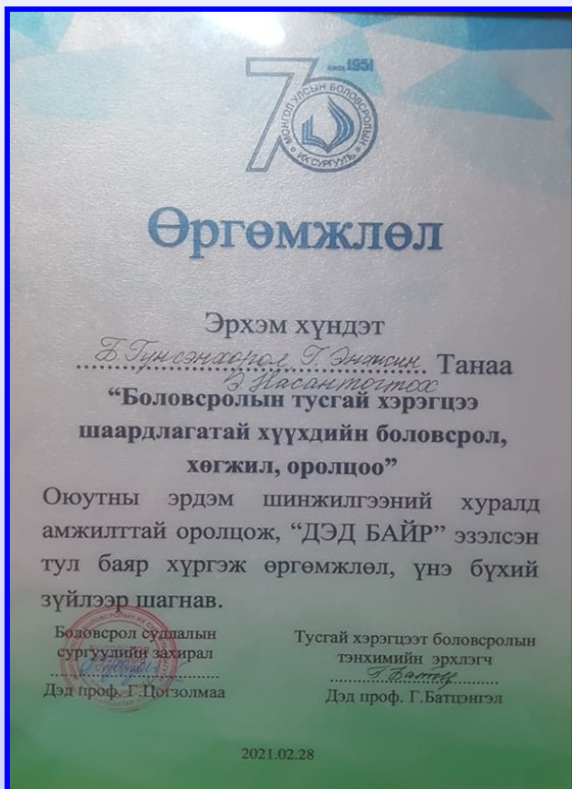 1951
70
МОНГОЛ УЛСЫН БОЛОВСРОЛЫН
ИХ СУРГУУЛЬ
Өргөмжлөл
Эрхэм хүндэт
Б.Гүнсэнхорол Г.Энжин Танаа
Э.Насантогтох
“Боловсролын тусгай хэрэгцээ
шаардлагатай хүүхдийн боловсрол,
хөгжил, оролцоо”
Оюутны эрдэм шинжилгээний хуралд
амжилттай оролцож, “ДЭД БАЙР” эзэлсэн
тул баяр хүргэж өргөмжлөл, үнэ бүхий
зүйлээр шагнав.
Боловсрол судлалын
сургуулийн захирал
Дэд проф. Г.Цогзолмаа
Тусгай хэрэгцээт боловсролын
тэнхимийн эрхлэгч
Дэд проф. Г.Батцэнгэл
2021.02.28